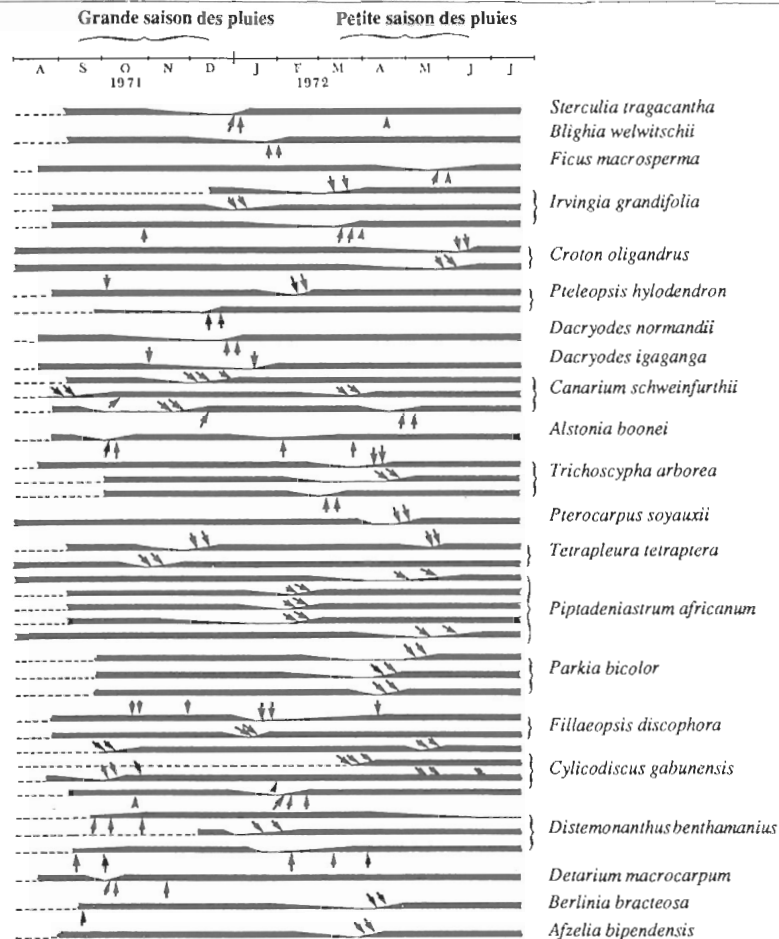 Grande saison des pluies Petite saison des pluies
A S O N D J F M A M J J
1971 1972
Sterculia tragacantha
Blighia welwitschii
Ficus macrosperma
Irvingia grandifolia
Croton oligandrus
Pteleopsis hylodendron
Dacryodes normandii
Dacryodes igaganga
Canarium schweinfurthii
Alstonia boonei
Trichoscypha arborea
Pterocarpus soyauxii
Tetrapleura tetraptera
Piptadeniastrum africanum
Parkia bicolor
Fillaeopsis discophora
Cylicodiscus gabunensis
Distemonanthus benthamianus
Detarium macrocarpum
Berlinia bracteosa
Afzelia bipendensis